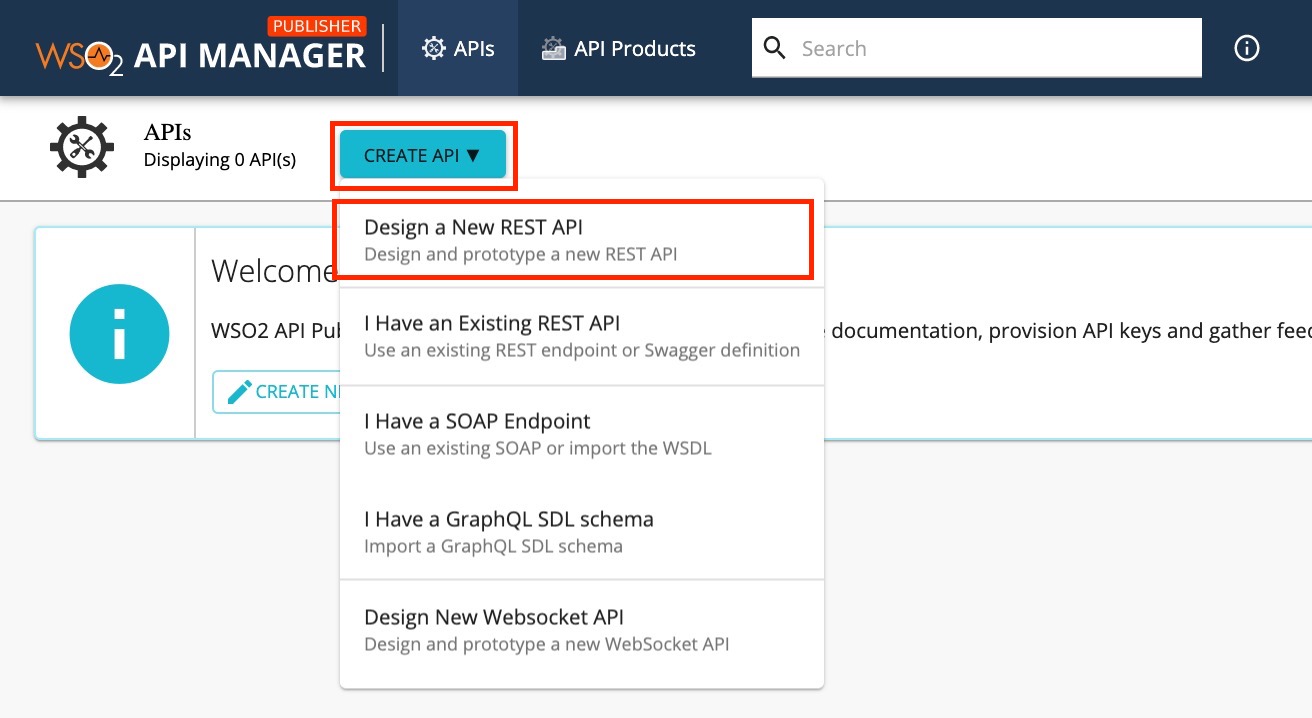 PUBLISHER
WSO2 API MANAGER
APIs
API Products
Search
APIs
Displaying 0 API(s)
CREATE API ▼
Design a New REST API
Design and prototype a new REST API
Welcome
I Have an Existing REST API
WSO2 API Pub
documentation, provision API keys and gather feed
Use an existing REST endpoint or Swagger definition
CREATE NE
I Have a SOAP Endpoint
Use an existing SOAP or import the WSDL
I Have a GraphQL SDL schema
Import a GraphQL SDL schema
Design New Websocket API
Design and prototype a new WebSocket API